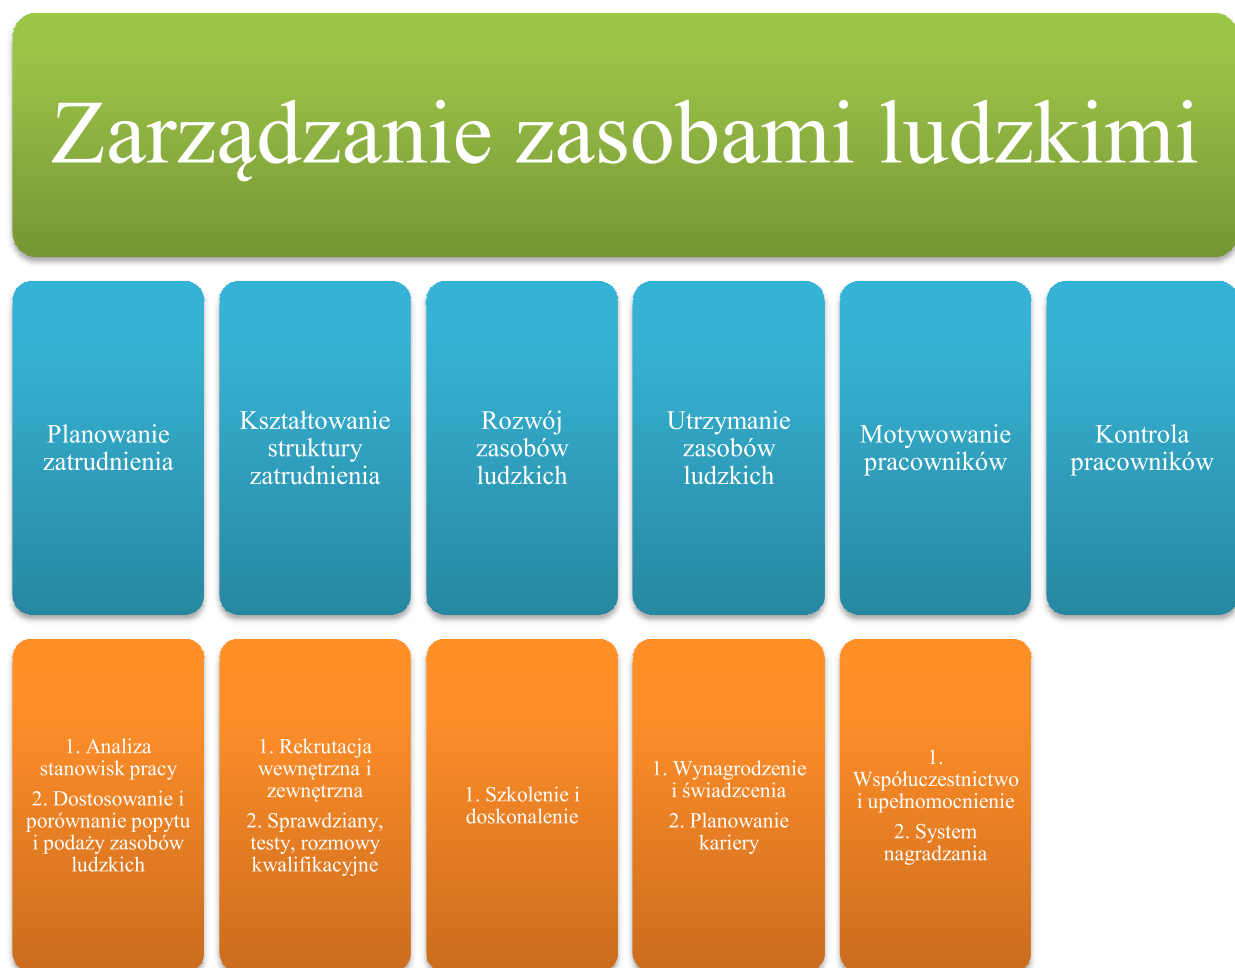 Zarządzanie zasobami ludzkimi
Planowanie
zatrudnienia
Kształtowanie
struktury
zatrudnienia
Rozwój
zasobów
ludzkich
Utrzymanie
zasobów
ludzkich
Motywowanie
pracowników
Kontrola
pracowników
1. Analiza
stanowisk pracy
2. Dostosowanie i
porównanie popytu
i podaży zasobów
ludzkich
1. Rekrutacja
wewnętrzna i
zewnętrzna
2. Sprawdziany,
testy, rozmowy
kwalifikacyjne
1. Szkolenie i
doskonalenie
1. Wynagrodzenie
i świadzcenia
2. Planowanie
kariery
1.
Współuczestnictwo
i upełnomocnienie
2. System
nagradzania